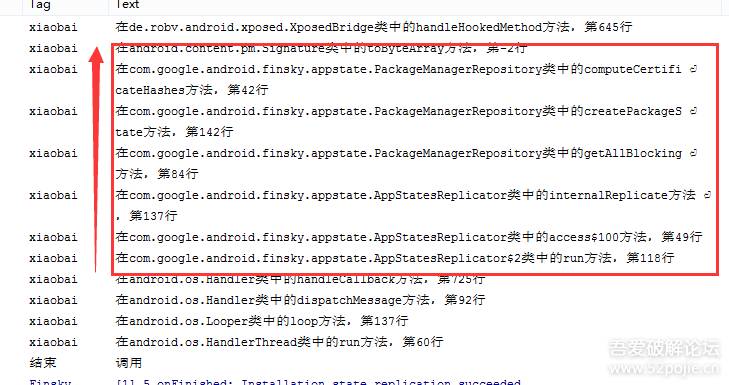 Tag Text
xiaobai 在de.robv.android.xposed.XposedBridge类中的handleHookedMethod方法, 第645行
xiaobai 在android.content.pm.Signature类中的toByteArray方法, 第-2行
xiaobai 在com.google.android.finsky.appstate.PackageManagerRepository类中的computeCertifi
cateHashes方法, 第42行
xiaobai 在com.google.android.finsky.appstate.PackageManagerRepository类中的createPackageS
tate方法, 第142行
xiaobai 在com.google.android.finsky.appstate.PackageManagerRepository类中的getAllBlocking
方法, 第84行
xiaobai 在com.google.android.finsky.appstate.AppStatesReplicator类中的internalReplicate方法
, 第137行
xiaobai 在com.google.android.finsky.appstate.AppStatesReplicator类中的access$100方法, 第49行
xiaobai 在com.google.android.finsky.appstate.AppStatesReplicator$2类中的run方法, 第118行
xiaobai 在android.os.Handler类中的handleCallback方法, 第725行
xiaobai 在android.os.Handler类中的dispatchMessage方法, 第92行
xiaobai 在android.os.Looper类中的loop方法, 第137行
xiaobai 在android.os.HandlerThread类中的run方法, 第60行
结束 调用
Finsky [1] 5.onFinished: Installation state replication succeeded
吾爱破解论坛
www.52pojie.cn